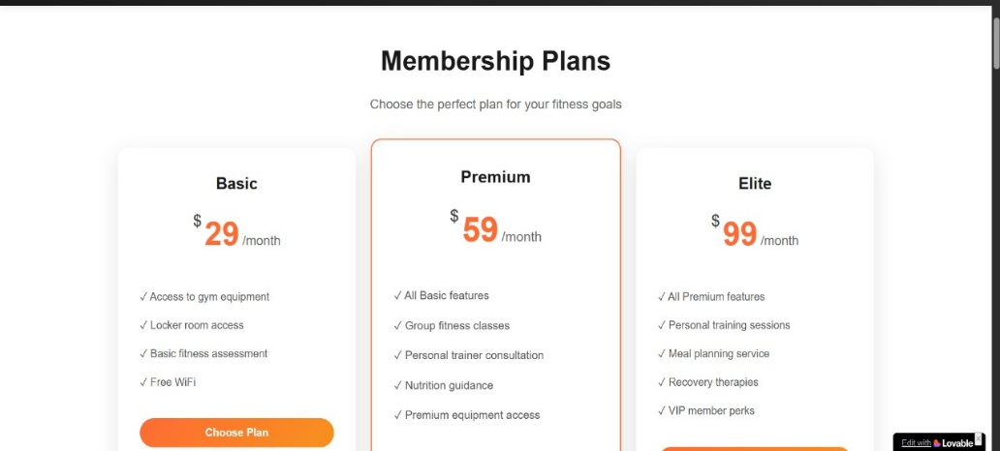 Membership Plans
Choose the perfect plan for your fitness goals
Basic
$29/month
✓ Access to gym equipment
✓ Locker room access
✓ Basic fitness assessment
✓ Free WiFi
Choose Plan
Premium
$59/month
✓ All Basic features
✓ Group fitness classes
✓ Personal trainer consultation
✓ Nutrition guidance
✓ Premium equipment access
Elite
$99/month
✓ All Premium features
✓ Personal training sessions
✓ Meal planning service
✓ Recovery therapies
✓ VIP member perks
Edit with Lovable